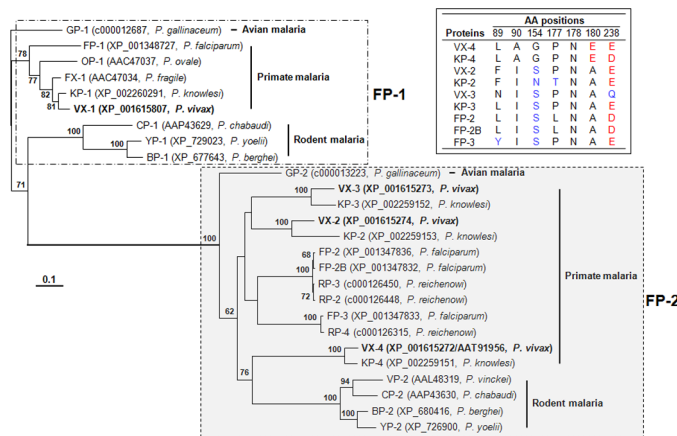 GP-1 (c000012687, P. gallinaceum) – Avian malaria
78
FP-1 (XP_001348727, P. falciparum)
OP-1 (AAC47037, P. ovale)
77
Primate malaria
FX-1 (AAC47034, P. fragile)
82
KP-1 (XP_002260291, P. knowlesi)
81
VX-1 (XP_001615807, P. vivax)
FP-1
CP-1 (AAP43629, P. chabaudi)
100
YP-1 (XP_729023, P. yoelii)
Rodent malaria
100
BP-1 (XP_677643, P. berghei)
71
AA positions
Proteins 89 90 154 177 178 180 238
VX-4 L A G P N E E
KP-4 L A G P N E D
VX-2 F I S P N A E
KP-2 F I N T N A E
VX-3 N I S P N A Q
KP-3 L I S P N A E
FP-2 L I S L N A D
FP-2B L I S L N A D
FP-3 Y I S P N A E
GP-2 (c000013223, P. gallinaceum) – Avian malaria
100
VX-3 (XP_001615273, P. vivax)
KP-3 (XP_002259152, P. knowlesi)
100
VX-2 (XP_001615274, P. vivax)
100
KP-2 (XP_002259153, P. knowlesi)
68
FP-2 (XP_001347836, P. falciparum)
100
FP-2B (XP_001347832, P. falciparum)
Primate malaria
RP-3 (c000126450, P. reichenowi)
72
RP-2 (c000126448, P. reichenowi)
0.1
FP-2
62
FP-3 (XP_001347833, P. falciparum)
100
RP-4 (c000126315, P. reichenowi)
VX-4 (XP_001615272/AAT91956, P. vivax)
100
KP-4 (XP_002259151, P. knowlesi)
76
VP-2 (AAL48319, P. vinckei)
94
CP-2 (AAP43630, P. chabaudi)
100
Rodent malaria
BP-2 (XP_680416, P. berghei)
100
YP-2 (XP_726900, P. yoelii)